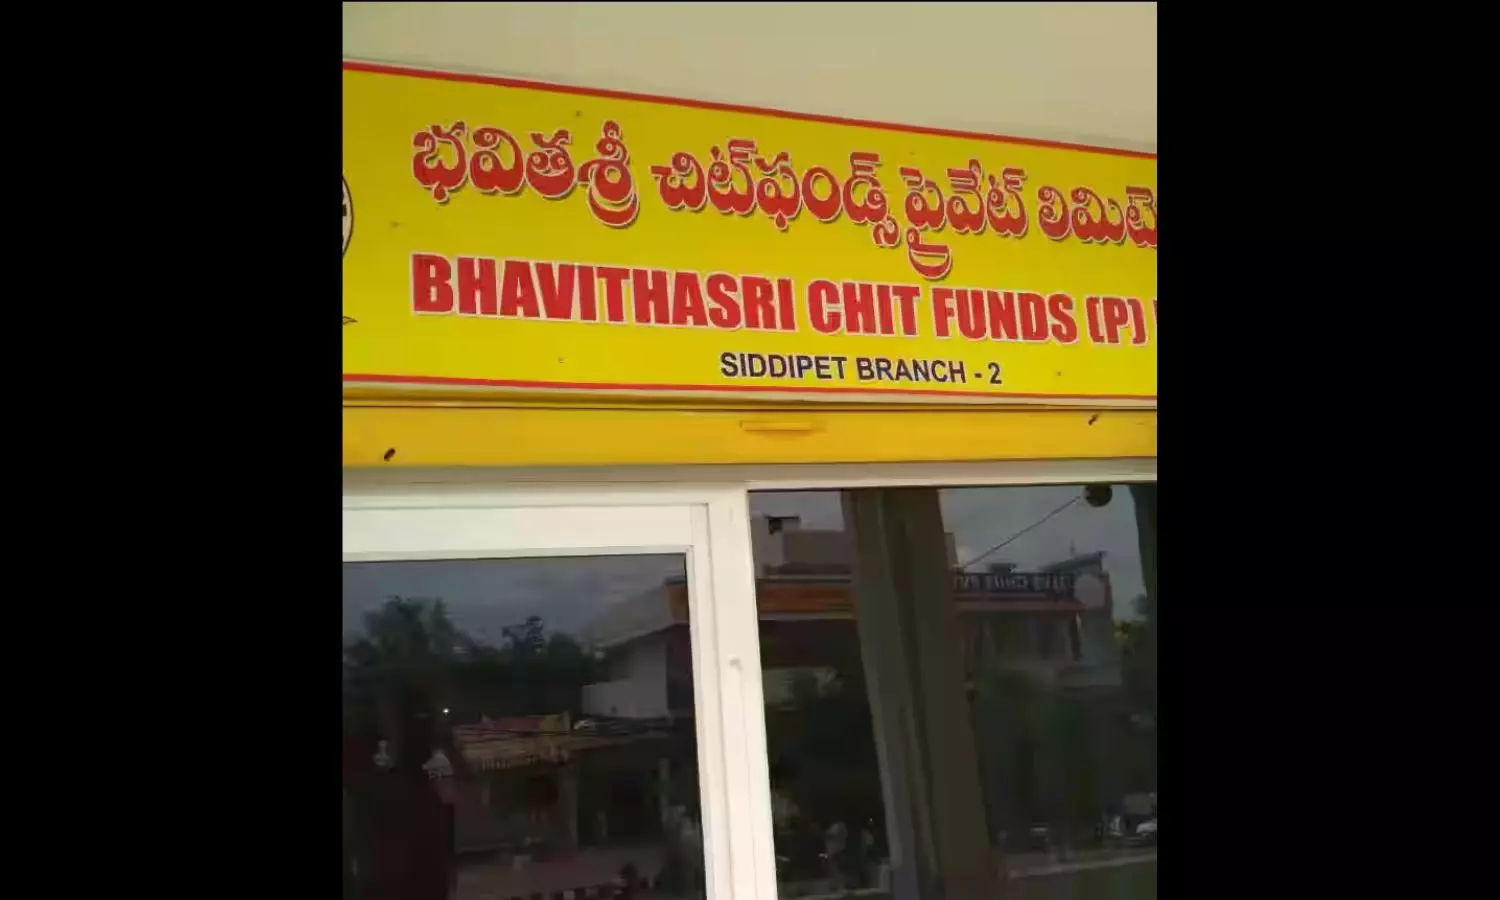 భవితశ్రీ చిట్‌ఫండ్స్ ప్రైవేట్
BHAVITHASRI CHIT FUNDS (P)
SIDDIPET BRANCH - 2